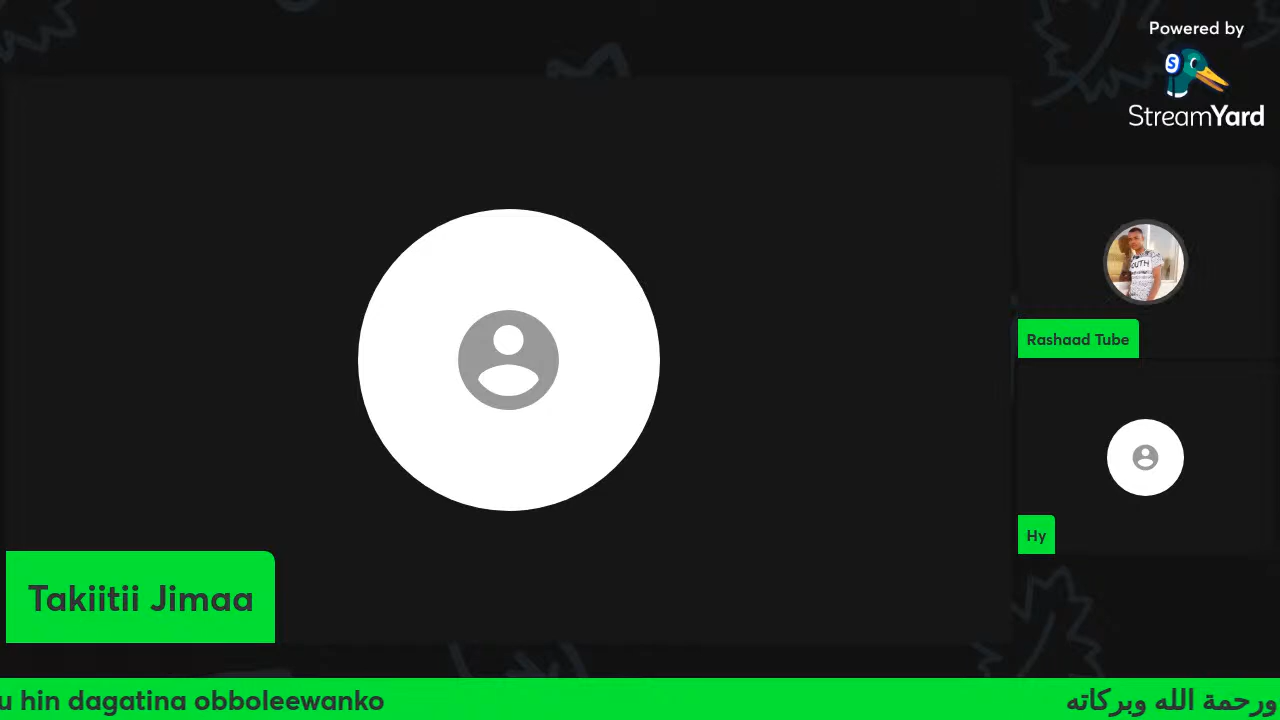 Powered by
StreamYard
Rashaad Tube
Hy
Takiitii Jimaa
u hin dagatina obboleewanko
ورحمة الله وبركاته